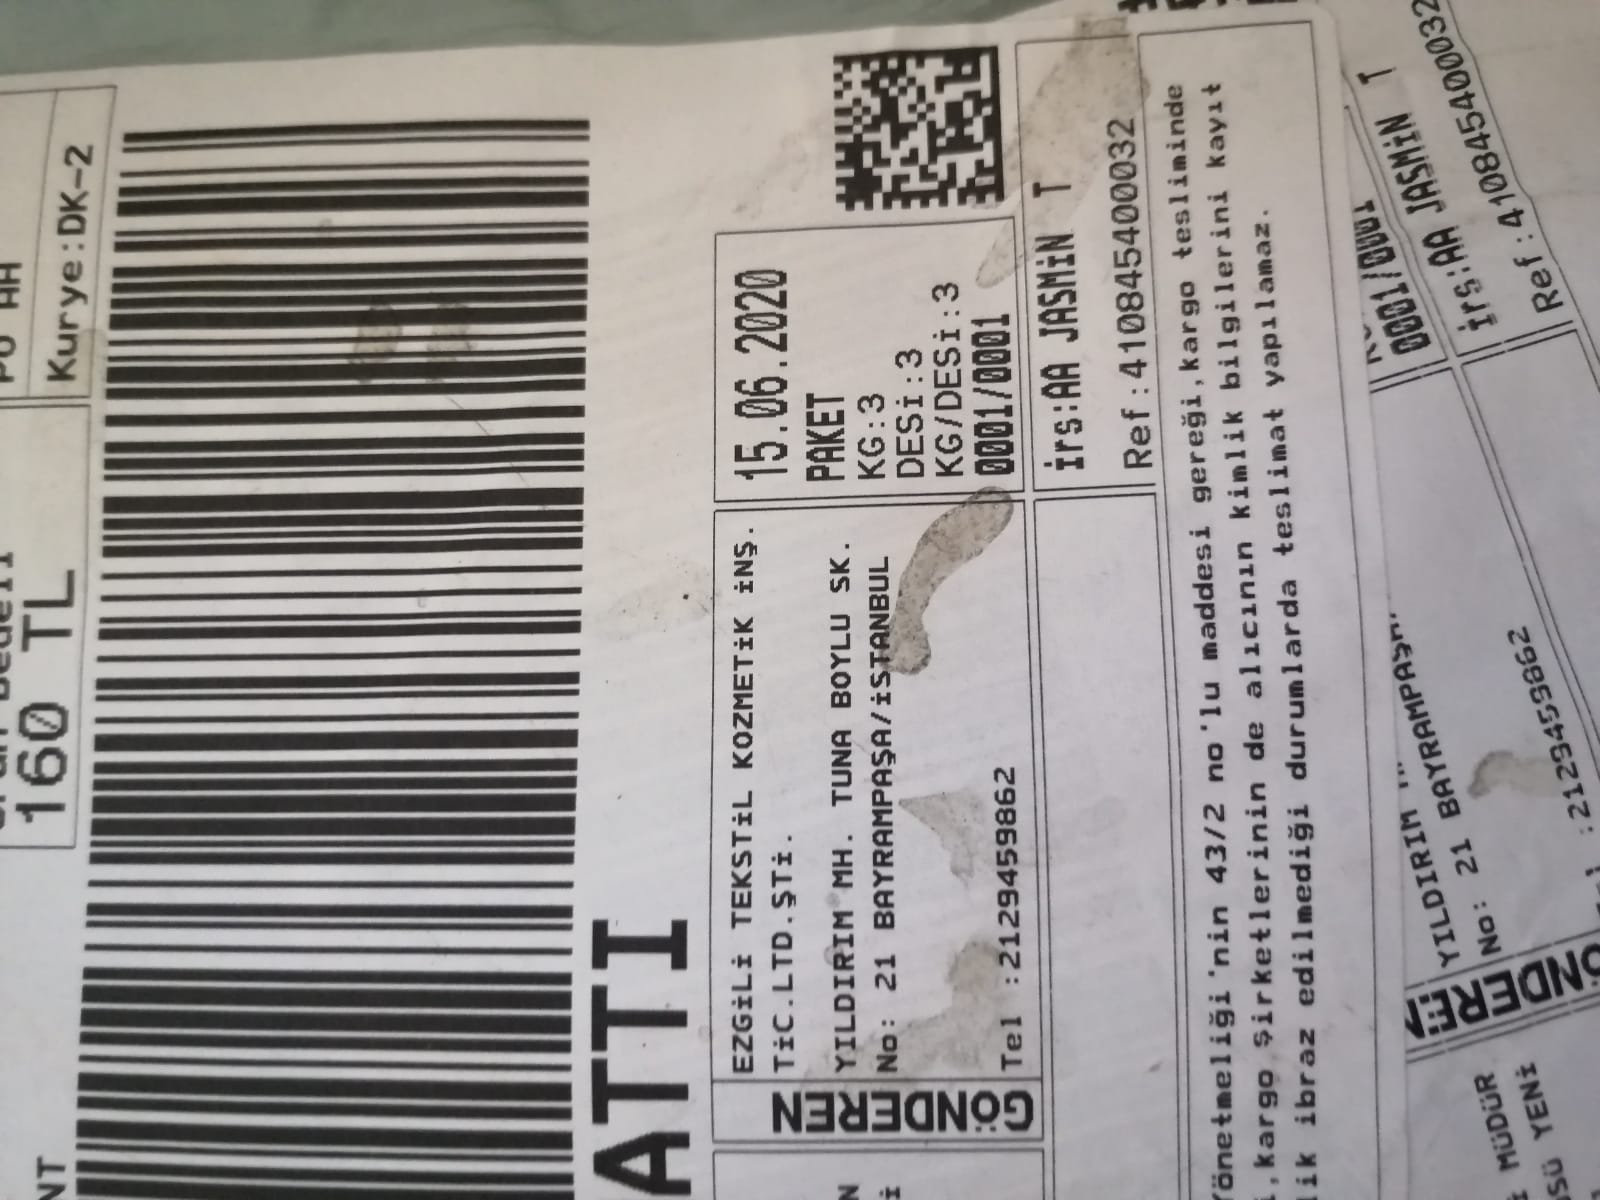 160 TL
Kurye:DK-2
ATTI
GÖNDEREN
EZGİLİ TEKSTİL KOZMETİK İNŞ.
TİC.LTD.ŞTİ.
YILDIRIM MH. TUNA BOYLU SK.
No: 21 BAYRAMPAŞA/İSTANBUL
Tel :2129459862
15.06.2020
PAKET
KG:3
DESİ:3
KG/DESİ:3
0001/0001
İrs:AA JASMİN T
Ref:410845400032
Yönetmeliği'nin 43/2 no'lu maddesi gereği,kargo tesliminde
,kargo Şirketlerinin de alıcının kimlik bilgilerini kayıt
lik ibraz edilmediği durumlarda teslimat yapılamaz.
0001/0001
İrs:AA JASMİN T
Ref:410845400032
YILDIRIM
No: 21 BAYRAMPAŞA
:2129459862
GÖNDEREN
MÜDÜR
YENİ